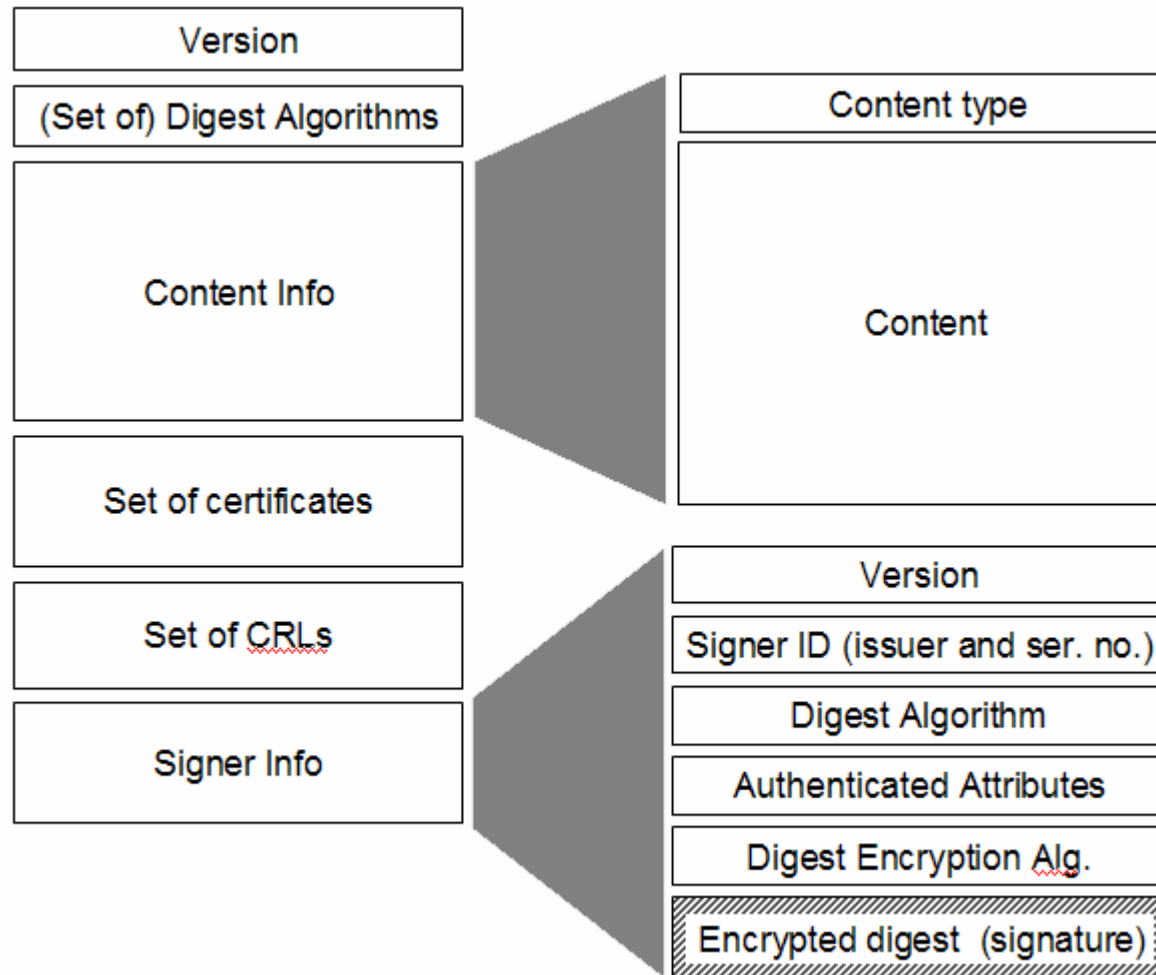 Version
(Set of) Digest Algorithms
Content Info
Set of certificates
Set of CRLs
Signer Info
Content type
Content
Version
Signer ID (issuer and ser. no.)
Digest Algorithm
Authenticated Attributes
Digest Encryption Alg.
Encrypted digest (signature)